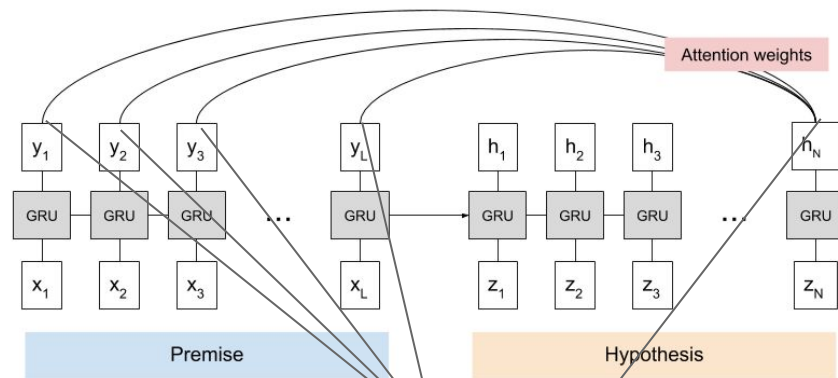 Attention weights
y1 y2 y3 yL h1 h2 h3 hN
GRU GRU GRU ... GRU GRU GRU GRU ... GRU
x1 x2 x3 xL z1 z2 z3 zN
Premise Hypothesis